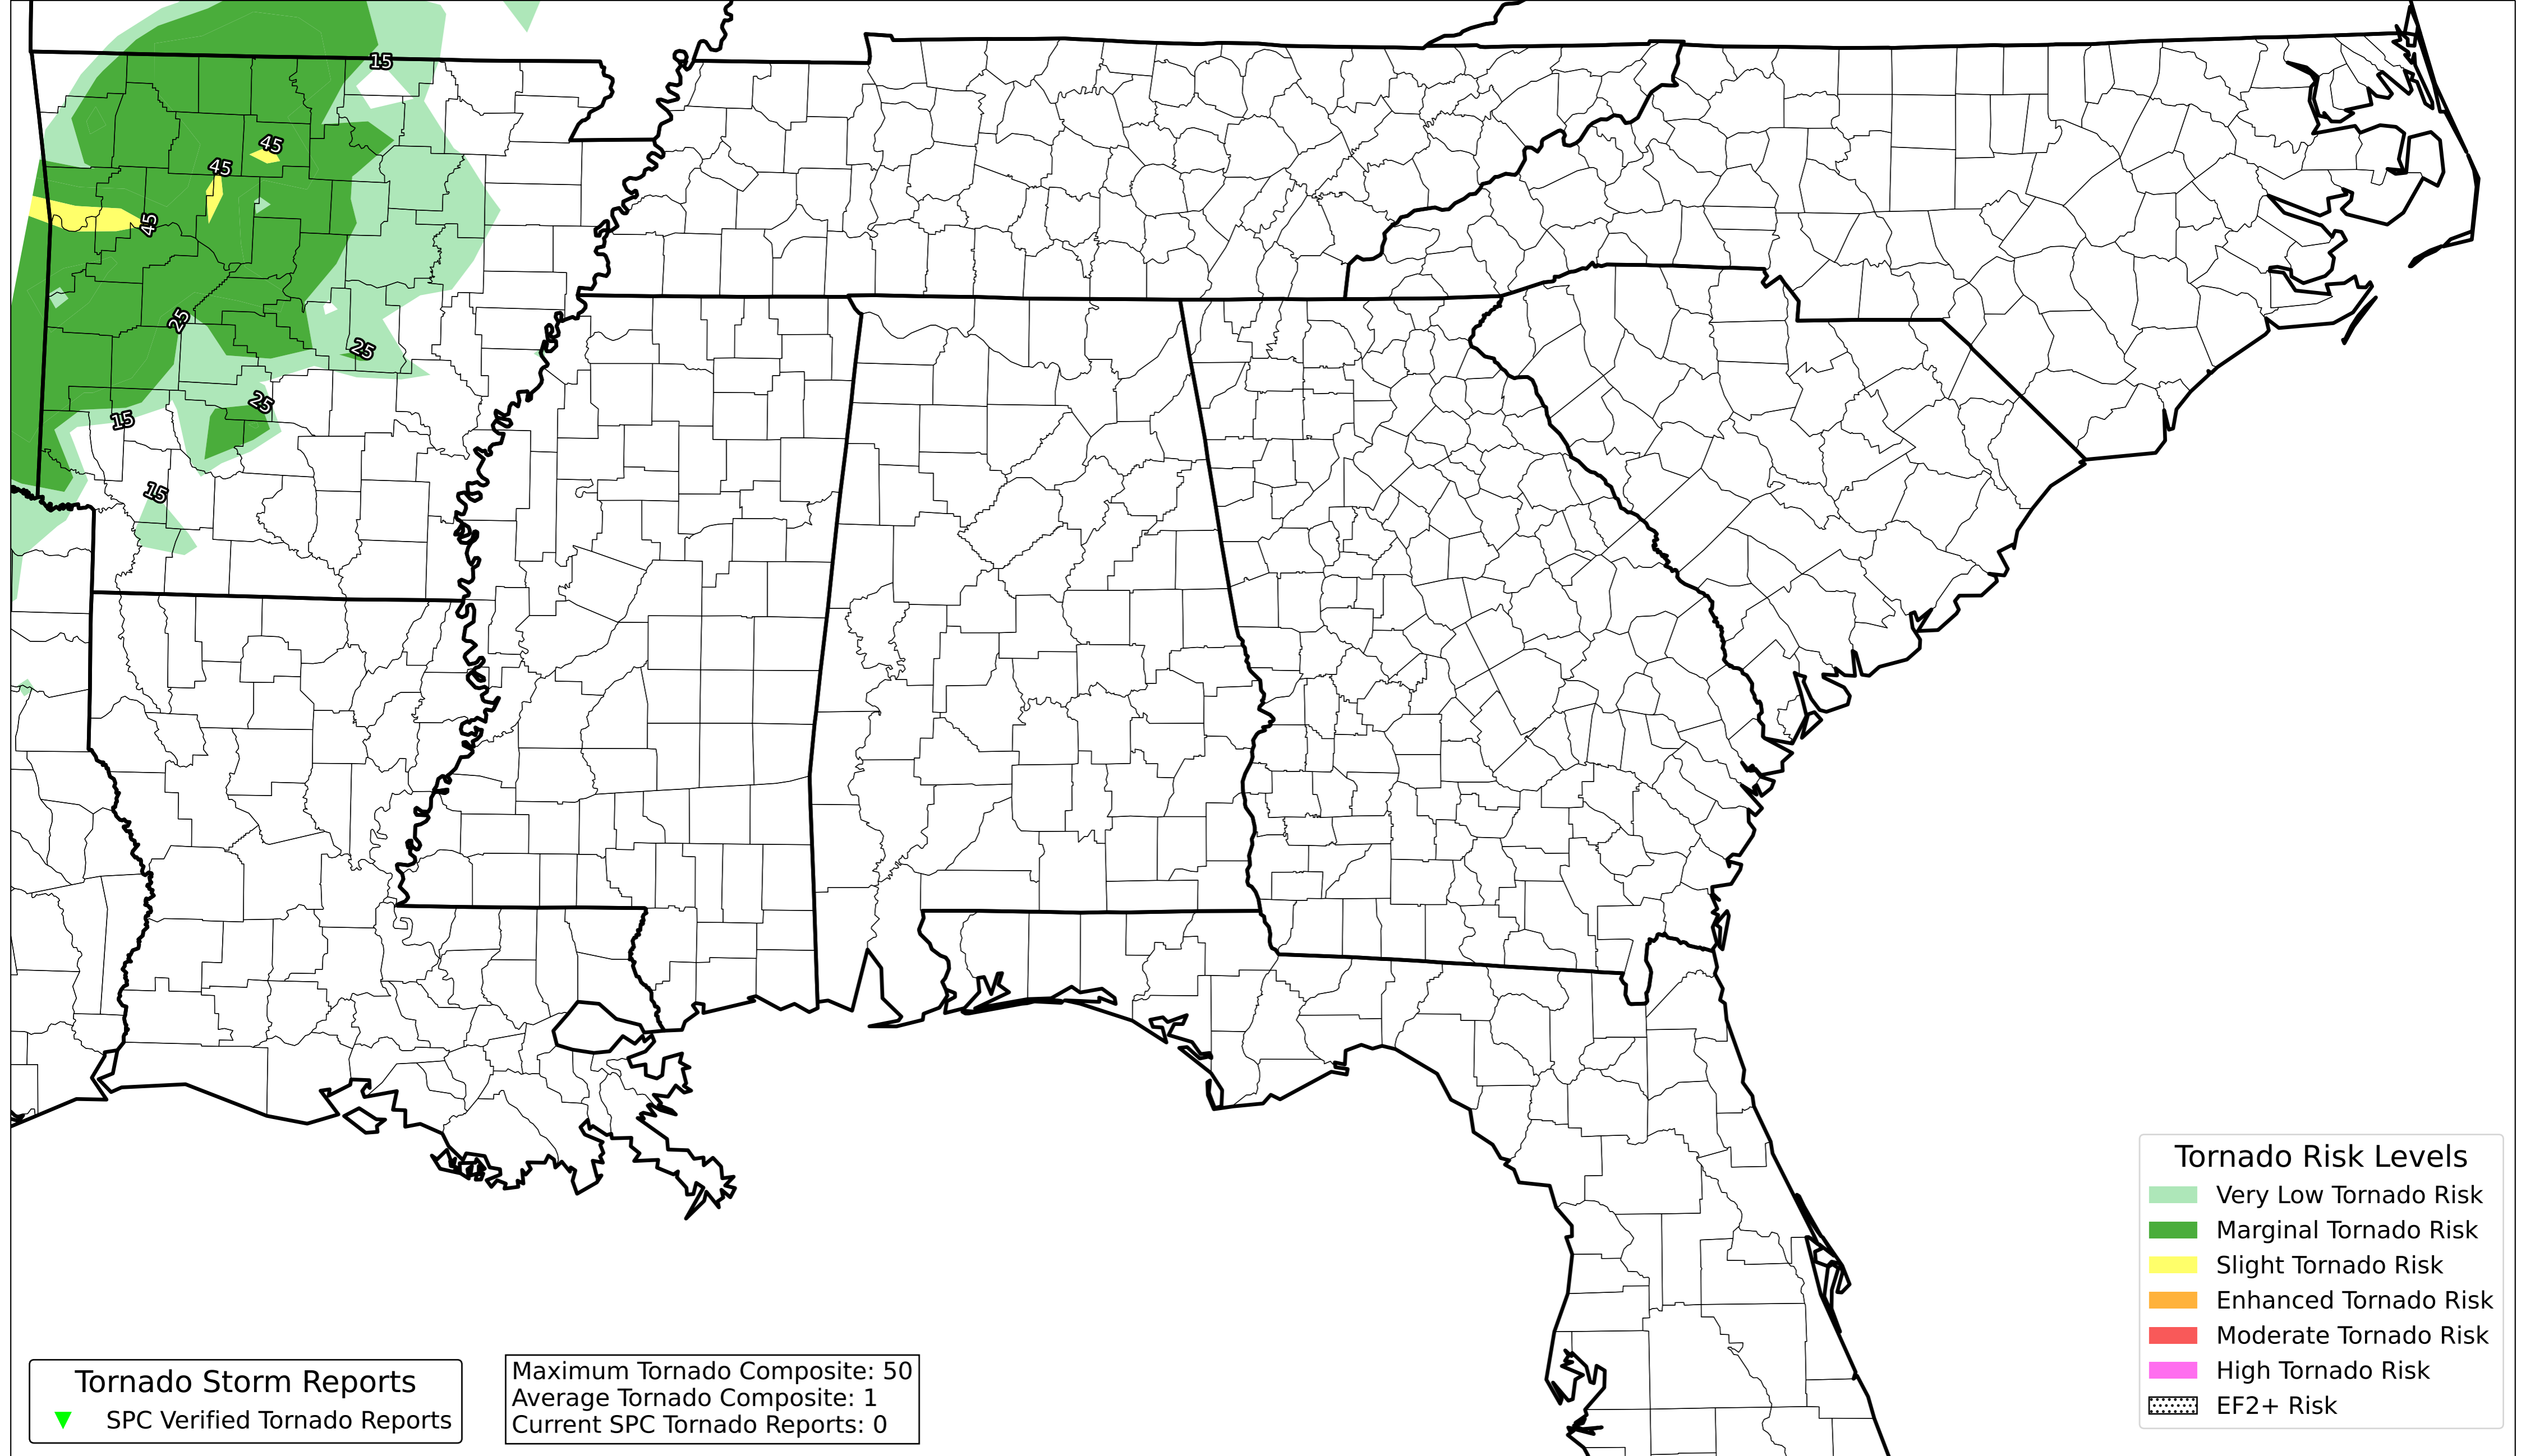 15
45
45
45
25
25
25
15
15
Tornado Risk Levels
Very Low Tornado Risk
Marginal Tornado Risk
Slight Tornado Risk
Enhanced Tornado Risk
Moderate Tornado Risk
High Tornado Risk
EF2+ Risk
Tornado Storm Reports
SPC Verified Tornado Reports
Maximum Tornado Composite: 50
Average Tornado Composite: 1
Current SPC Tornado Reports: 0